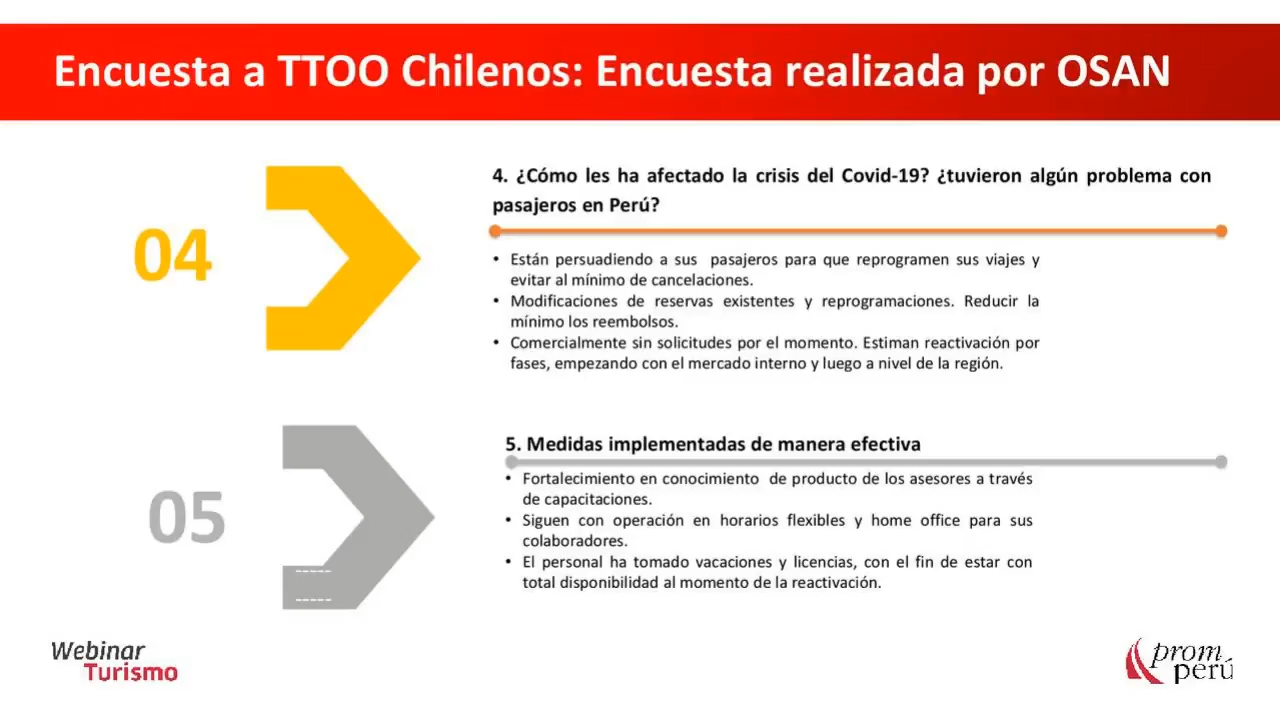 Encuesta a TTOO Chilenos: Encuesta realizada por OSAN
04
4. ¿Cómo les ha afectado la crisis del Covid-19? ¿tuvieron algún problema con
pasajeros en Perú?
• Están persuadiendo a sus pasajeros para que reprogramen sus viajes y
evitar al mínimo de cancelaciones.
• Modificaciones de reservas existentes y reprogramaciones. Reducir la
mínimo los reembolsos.
• Comercialmente sin solicitudes por el momento. Estiman reactivación por
fases, empezando con el mercado interno y luego a nivel de la región.
05
5. Medidas implementadas de manera efectiva
• Fortalecimiento en conocimiento de producto de los asesores a través
de capacitaciones.
• Siguen con operación en horarios flexibles y home office para sus
colaboradores.
• El personal ha tomado vacaciones y licencias, con el fin de estar con
total disponibilidad al momento de la reactivación.
Webinar
Turismo
prom
perú